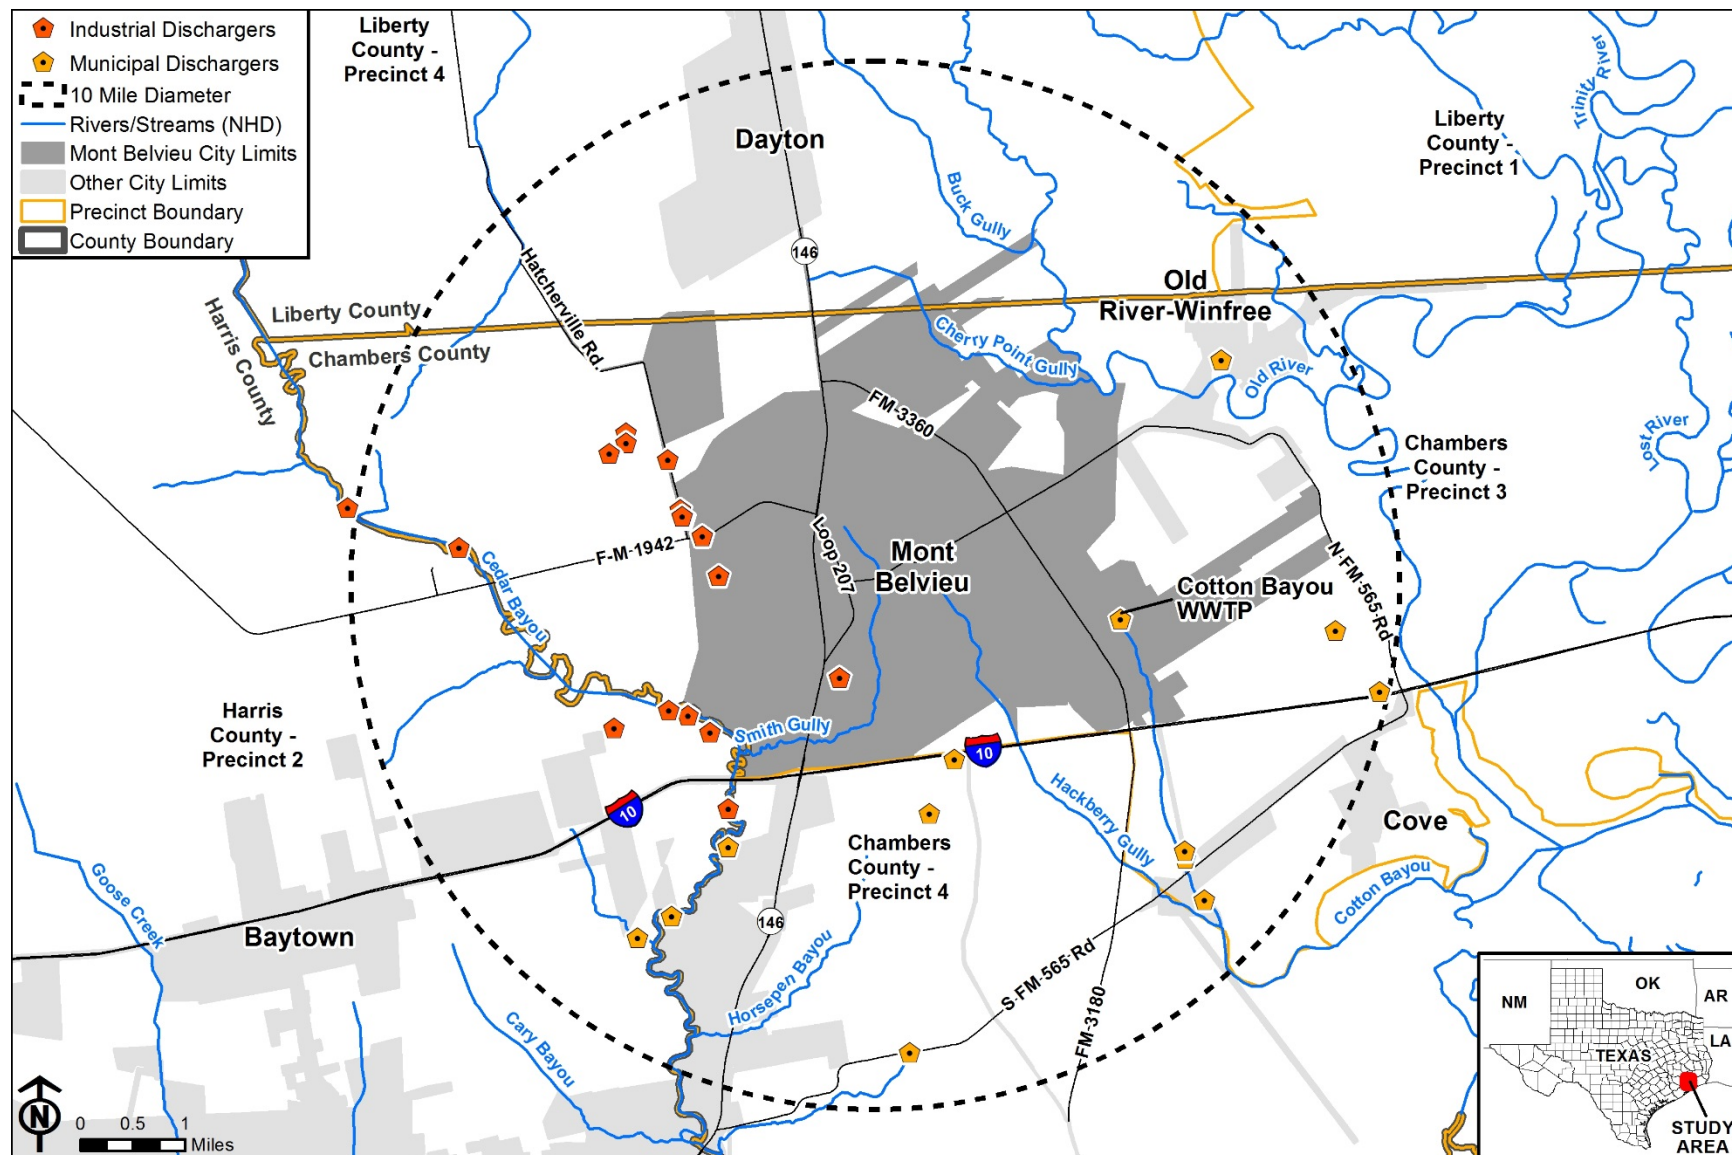 Industrial Dischargers
Municipal Dischargers
10 Mile Diameter
Rivers/Streams (NHD)
Mont Belvieu City Limits
Other City Limits
Precinct Boundary
County Boundary
Liberty
County -
Precinct 4
Dayton
146
Buck Gully
Liberty
County -
Precinct 1
Trinity River
Hatcherville Rd.
Harris County
Liberty County
Chambers County
Old
River-Winfree
Cherry Point Gully
Old River
FM-3360
Lost River
Chambers
County -
Precinct 3
F-M-1942
Loop 207
Mont
Belvieu
Cedar Bayou
Cotton Bayou
WWTP
N-FM-565-Rd
Harris
County -
Precinct 2
Smith Gully
10
10
Hackberry Gully
Chambers
County -
Precinct 4
Cove
Cotton Bayou
Goose Creek
Baytown
146
Horsepen Bayou
S-FM-565-Rd
FM-3180
Cary Bayou
N
0 0.5 1
Miles
NM
OK
AR
LA
TEXAS
STUDY
AREA